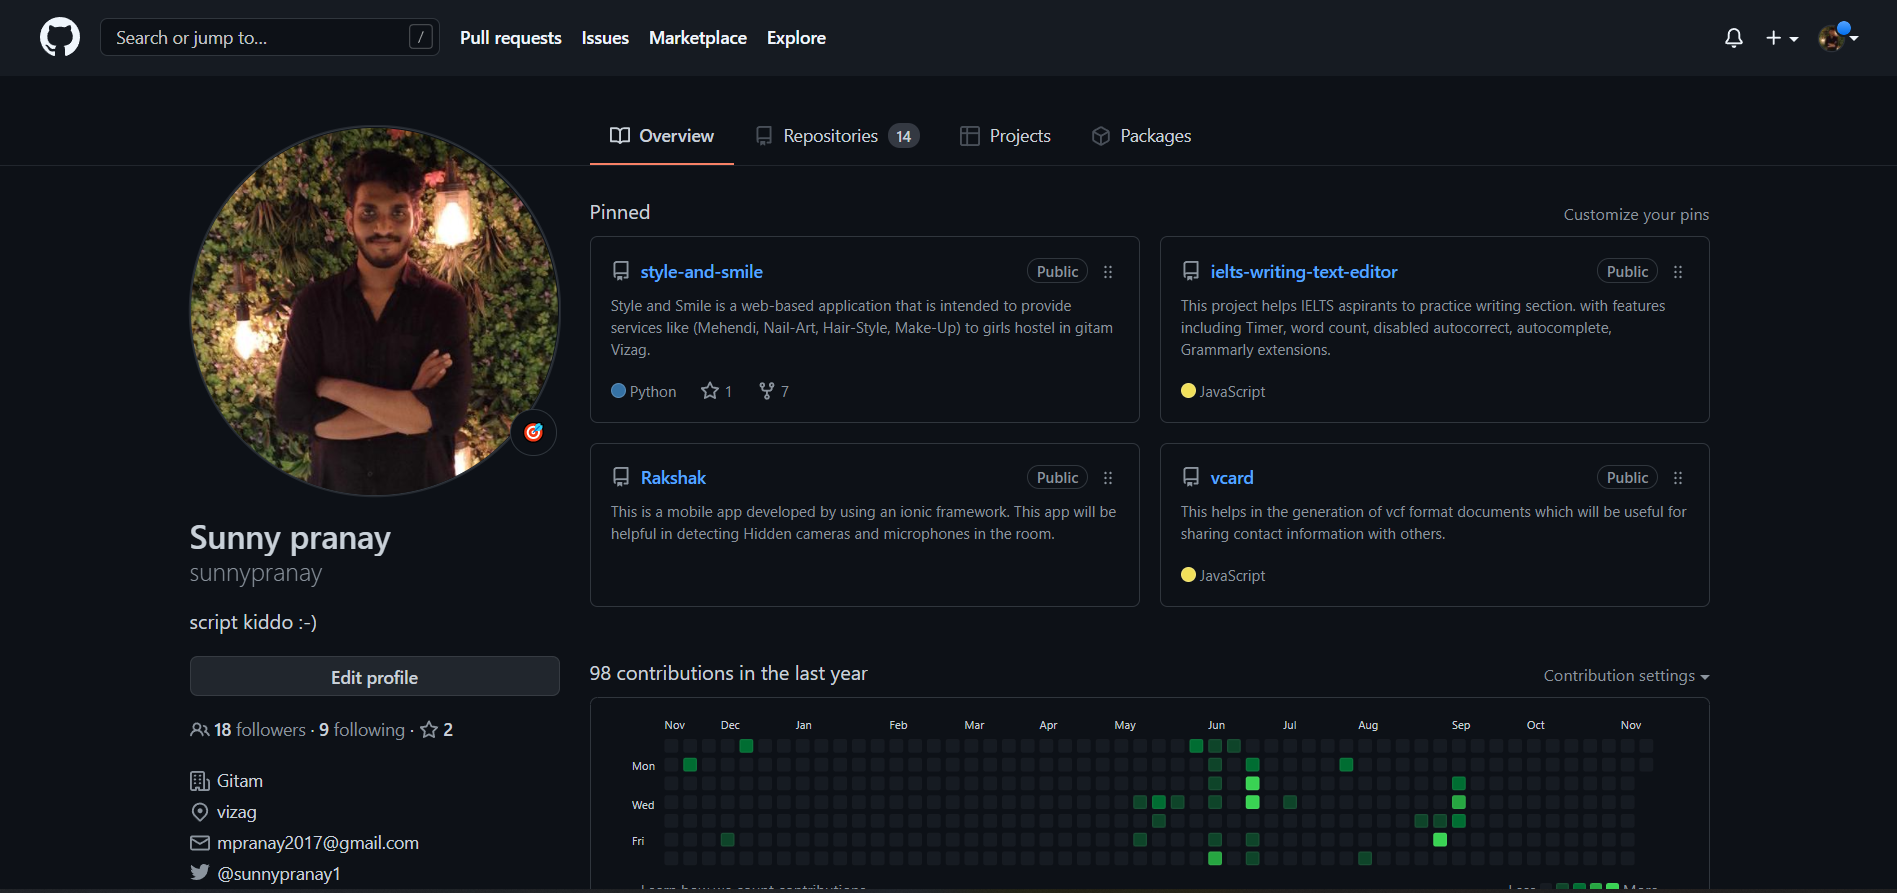 Search or jump to...
/
Pull requests
Issues
Marketplace
Explore
Overview
Repositories 14
Projects
Packages
Sunny pranay
sunnypranay
script kiddo :-)
Edit profile
18 followers · 9 following · 2
Gitam
vizag
mpranay2017@gmail.com
@sunnypranay1
Pinned
Customize your pins
style-and-smile
Public
Style and Smile is a web-based application that is intended to provide
services like (Mehendi, Nail-Art, Hair-Style, Make-Up) to girls hostel in gitam
Vizag.
Python 1 7
ielts-writing-text-editor
Public
This project helps IELTS aspirants to practice writing section. with features
including Timer, word count, disabled autocorrect, autocomplete,
Grammarly extensions.
JavaScript
Rakshak
Public
This is a mobile app developed by using an ionic framework. This app will be
helpful in detecting Hidden cameras and microphones in the room.
vcard
Public
This helps in the generation of vcf format documents which will be useful for
sharing contact information with others.
JavaScript
98 contributions in the last year
Contribution settings
Nov Dec Jan Feb Mar Apr May Jun Jul Aug Sep Oct Nov
Mon
Wed
Fri
Learn how we count contributions
Less More